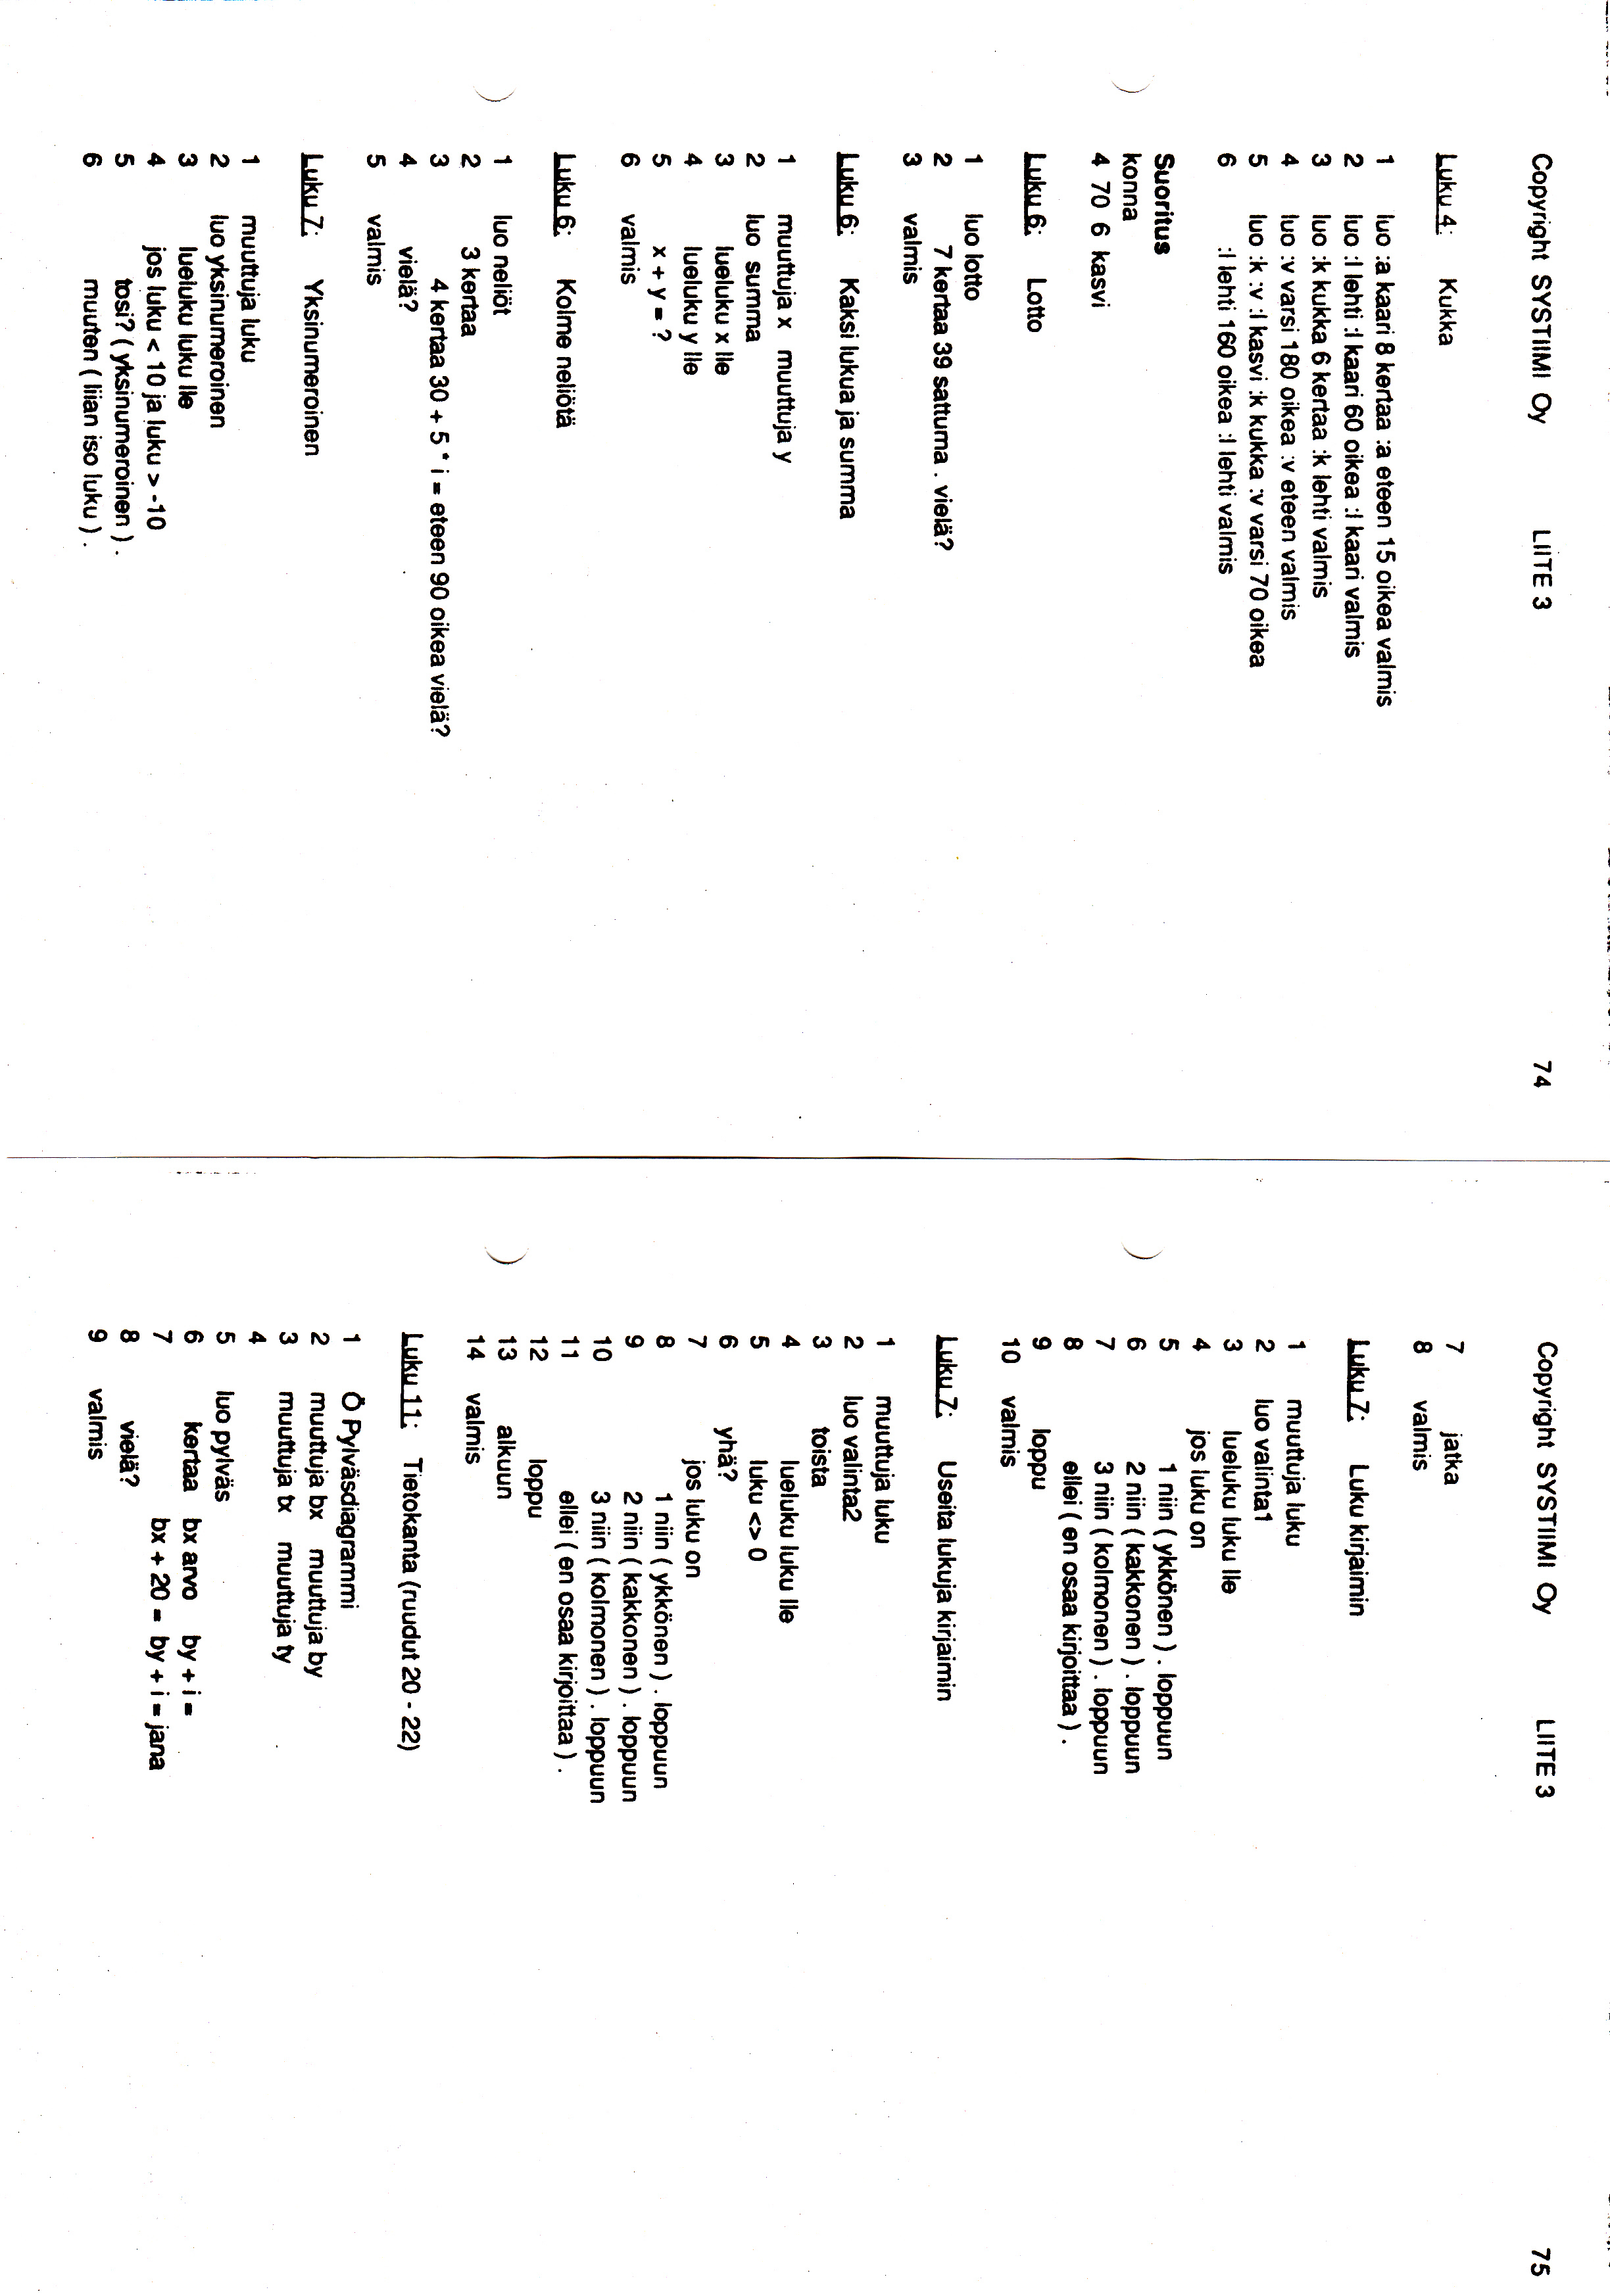 Copyright SYSTIIMI Oy LIITE 3 74
Luku 4: Kukka
1 luo :a kaari 8 kertaa :a eteen 15 oikea valmis
2 luo :l lehti :l kaari 60 oikea :l kaari valmis
3 luo :k kukka 6 kertaa :k lehti valmis
4 luo :v varsi 180 oikea :v eteen valmis
5 luo :k :v :l kasvi :k kukka :v varsi 70 oikea
6 :l lehti 160 oikea :l lehti valmis
Suoritus
konna
4 70 6 kasvi
Luku 6: Lotto
1 luo lotto
2 7 kertaa 39 sattuma . vielä?
3 valmis
Luku 6: Kaksi lukua ja summa
1 muuttuja x muuttuja y
2 luo summa
3 lueluku x lle
4 lueluku y lle
5 x + y = ?
6 valmis
Luku 6: Kolme neliötä
1 luo neliöt
2 3 kertaa
3 4 kertaa 30 + 5 * i = eteen 90 oikea vielä?
4 vielä?
5 valmis
Luku 7: Yksinumeroinen
1 muuttuja luku
2 luo yksinumeroinen
3 lueluku luku lle
4 jos luku < 10 ja luku > -10
5 tosi? ( yksinumeroinen ) .
6 muuten ( liian iso luku ) .
Copyright SYSTIIMI Oy LIITE 3 75
7 jatka
8 valmis
Luku 7: Luku kirjaimin
1 muuttuja luku
2 luo valinta1
3 lueluku luku lle
4 jos luku on
5 1 niin ( ykkönen ) . loppuun
6 2 niin ( kakkonen ) . loppuun
7 3 niin ( kolmonen ) . loppuun
8 ellei ( en osaa kirjoittaa ) .
9 loppu
10 valmis
Luku 7: Useita lukuja kirjaimin
1 muuttuja luku
2 luo valinta2
3 toista
4 lueluku luku lle
5 luku <> 0
6 yhä?
7 jos luku on
8 1 niin ( ykkönen ) . loppuun
9 2 niin ( kakkonen ) . loppuun
10 3 niin ( kolmonen ) . loppuun
11 ellei ( en osaa kirjoittaa ) .
12 loppu
13 alkuun
14 valmis
Luku 11: Tietokanta (ruudut 20 - 22)
1 Ö Pylväsdiagrammi
2 muuttuja bx muuttuja by
3 muuttuja tx muuttuja ty
4
5 luo pylväs
6 kertaa bx arvo by + i =
7 bx + 20 = by + i = jana
8 vielä?
9 valmis